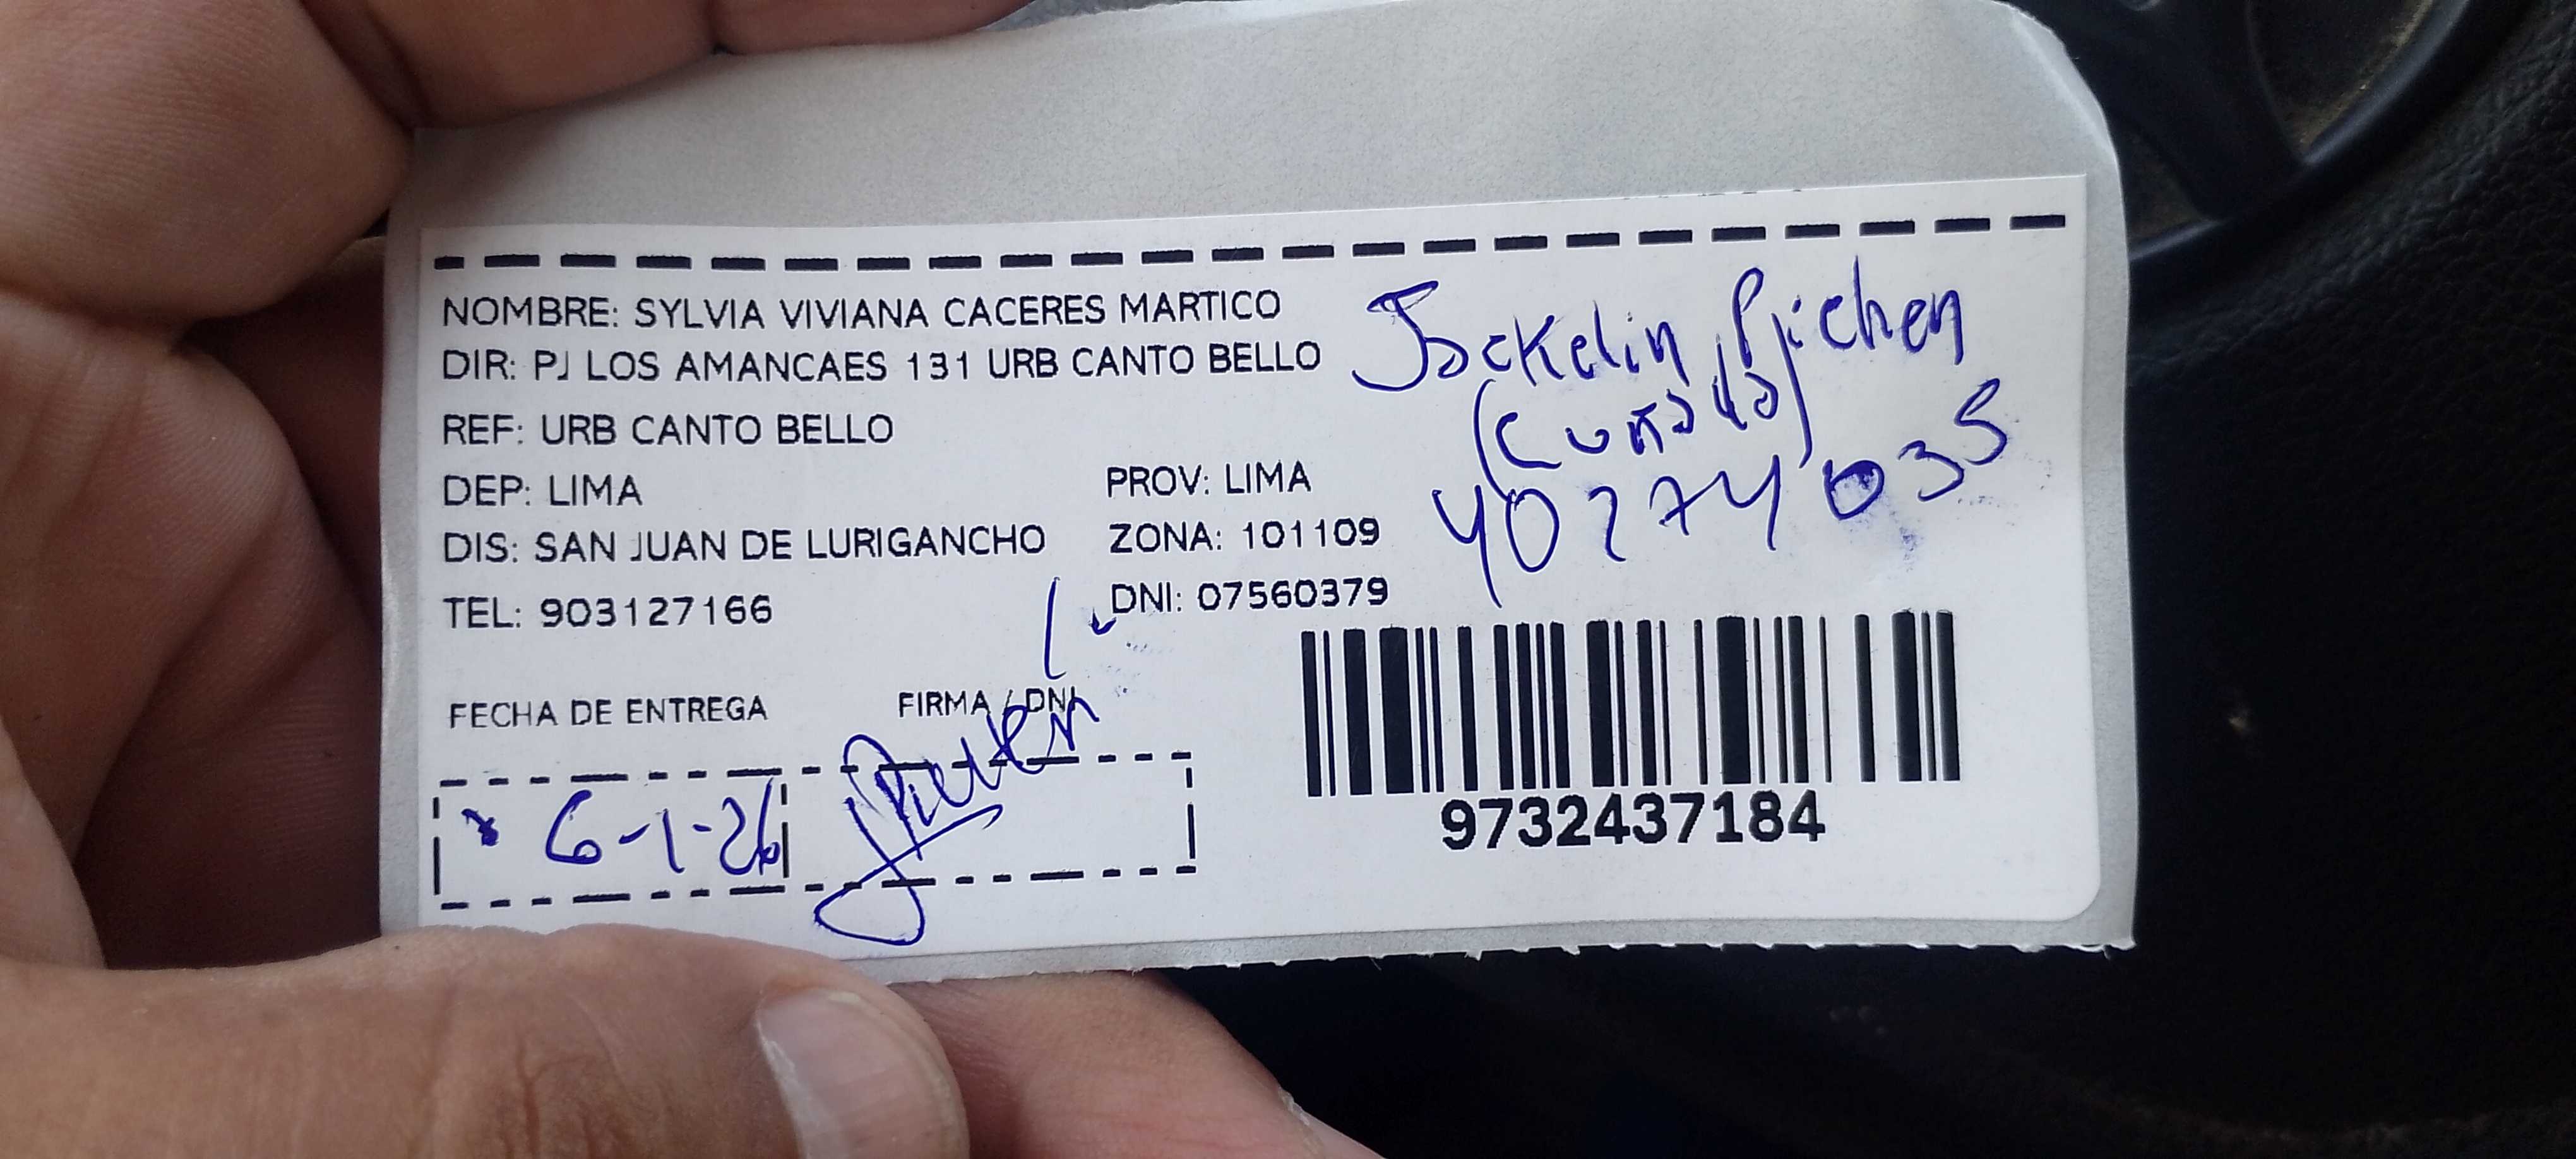 NOMBRE: SYLVIA VIVIANA CACERES MARTICO
DIR: PJ LOS AMANCAES 131 URB CANTO BELLO
REF: URB CANTO BELLO
DEP: LIMA
PROV: LIMA
DIS: SAN JUAN DE LURIGANCHO
ZONA: 101109
TEL: 903127166
DNI: 07560379
Jackelin Pichen
(Cuñada)
40274035
FECHA DE ENTREGA
FIRMA / DNI
6-1-26
9732437184